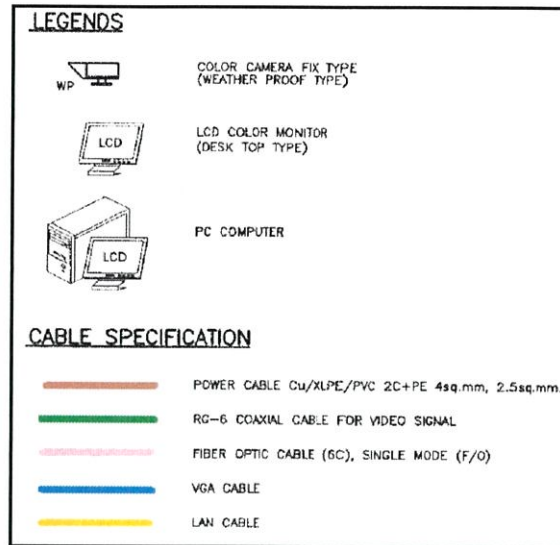 LEGENDS
WP
COLOR CAMERA FIX TYPE
(WEATHER PROOF TYPE)
LCD
LCD COLOR MONITOR
(DESK TOP TYPE)
LCD
PC COMPUTER
CABLE SPECIFICATION
POWER CABLE Cu/XLPE/PVC 2C+PE 4sq.mm, 2.5sq.mm.
RG-6 COAXIAL CABLE FOR VIDEO SIGNAL
FIBER OPTIC CABLE (6C), SINGLE MODE (F/O)
VGA CABLE
LAN CABLE